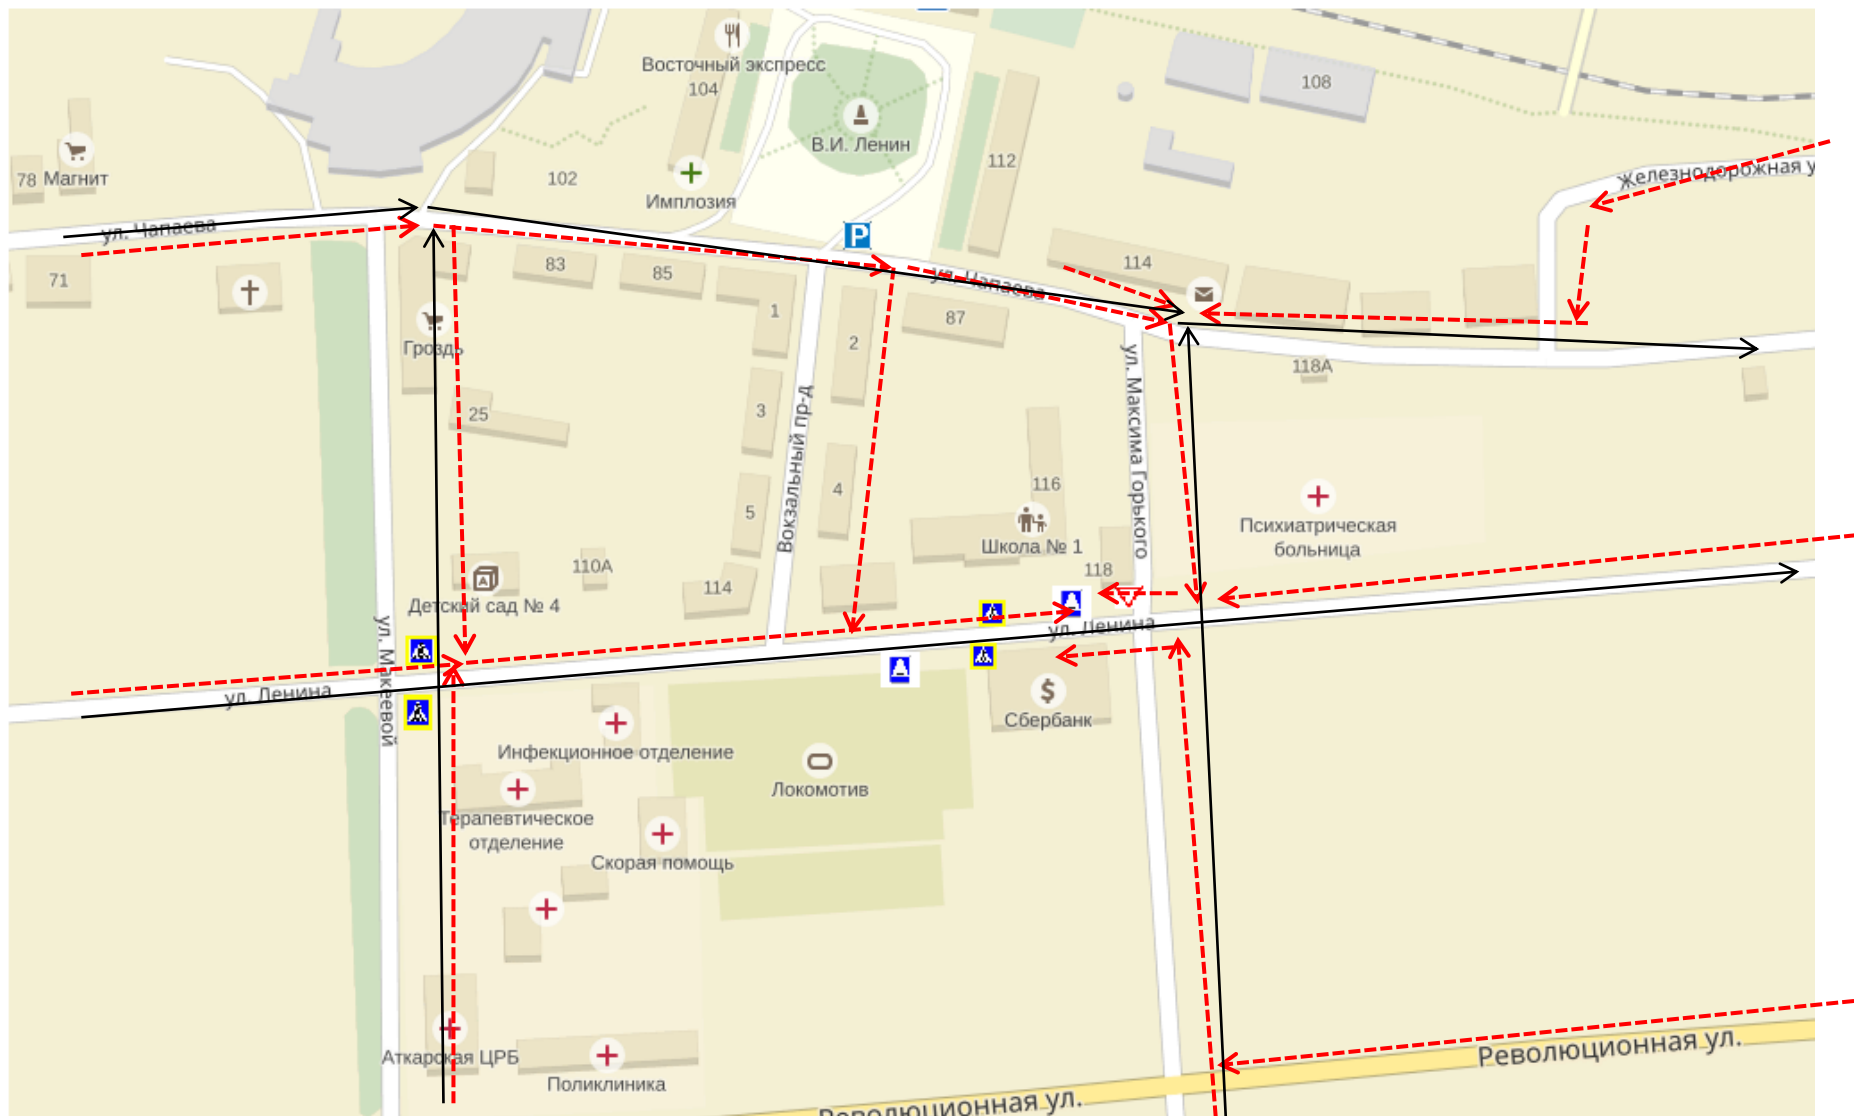 Восточный экспресс
104
108
В.И. Ленин
112
78 Магнит
102
Имплозия
Железнодорожная у
ул. Чапаева
P
71
83
85
ул. Чапаева
114
1
87
2
Гроздь
118А
3
25
Вокзальный пр-д
ул. Максима Горького
4
116
5
Школа № 1
Психиатрическая
больница
110А
114
118
Детский сад № 4
ул. Ленина
ул. Макеевой
ул. Ленина
$
Сбербанк
Инфекционное отделение
Локомотив
Терапевтическое
отделение
Скорая помощь
Аткарская ЦРБ
Поликлиника
Революционная ул.
Революционная ул.